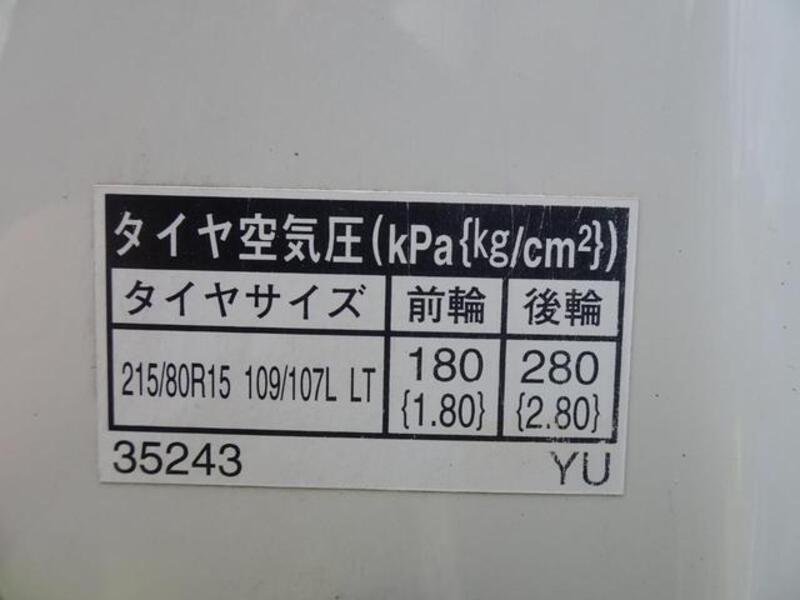 タイヤ空気圧(kPa{kg/cm²})
タイヤサイズ 前輪 後輪
215/80R15 109/107L LT 180 280
{1.80} {2.80}
35243 YU